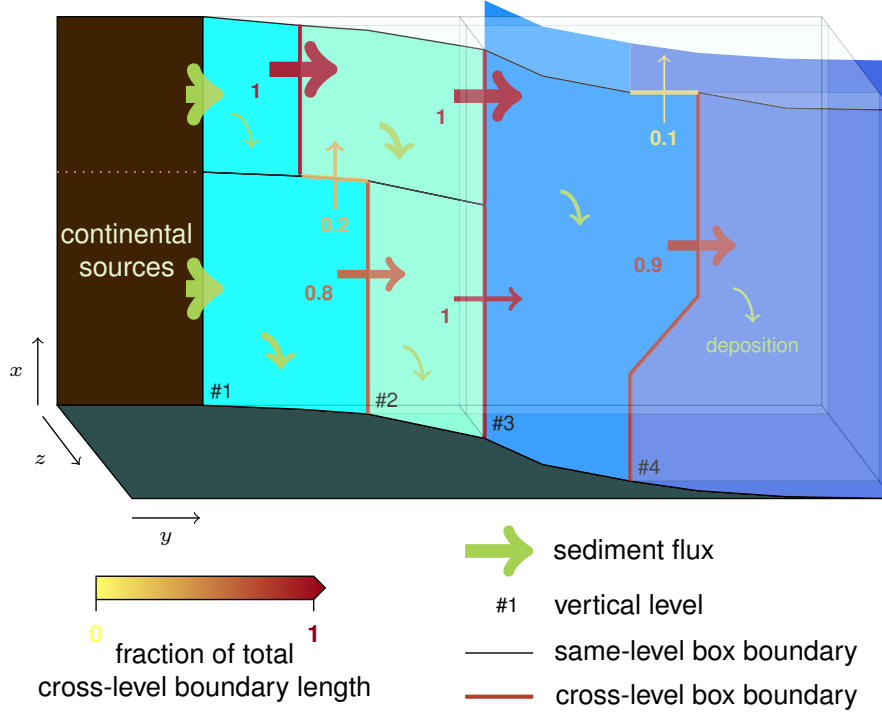 1
1
0.1
continental
sources
0.2
0.8
1
0.9
deposition
x
#1
#2
#3
#4
z
y
sediment flux
#1
vertical level
0
1
fraction of total
cross-level boundary length
same-level box boundary
cross-level box boundary